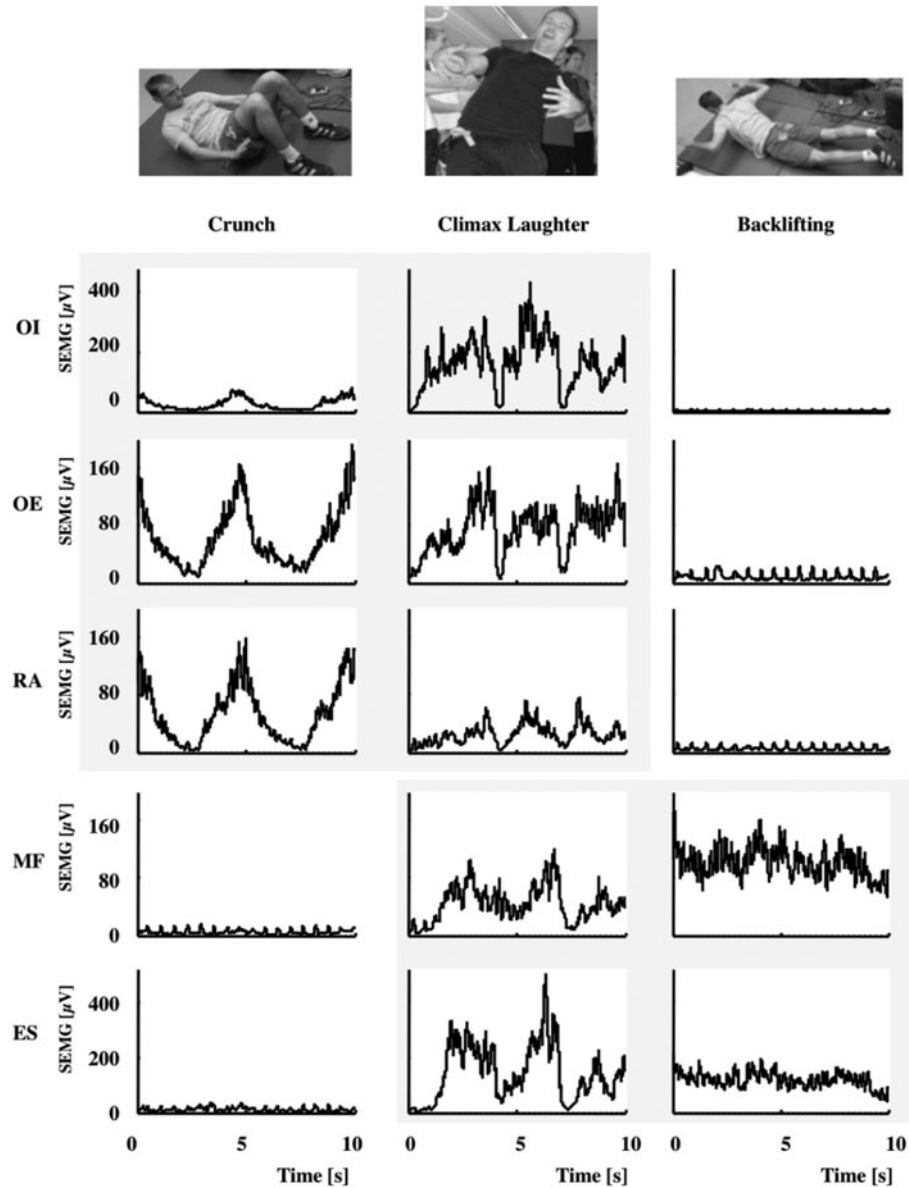 Crunch Climax Laughter Backlifting
OI SEMG [µV] 400 200 0
OE SEMG [µV] 160 80 0
RA SEMG [µV] 160 80 0
MF SEMG [µV] 160 80 0
ES SEMG [µV] 400 200 0
0 5 10 0 5 10 0 5 10
Time [s] Time [s] Time [s]